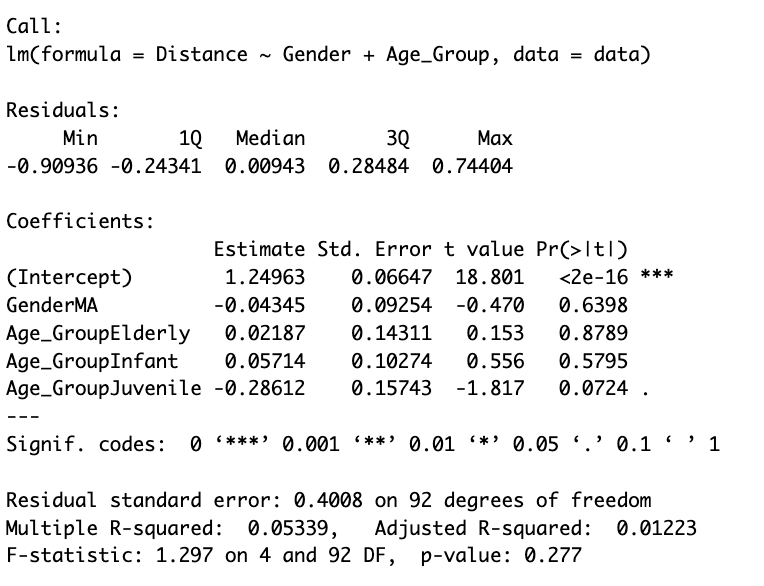 Call:
lm(formula = Distance ~ Gender + Age_Group, data = data)
Residuals:
     Min       1Q   Median       3Q      Max
-0.90936 -0.24341  0.00943  0.28484  0.74404
Coefficients:
                   Estimate Std. Error t value Pr(>|t|)
(Intercept)         1.24963    0.06647  18.801   <2e-16 ***
GenderMA           -0.04345    0.09254  -0.470   0.6398
Age_GroupElderly    0.02187    0.14311   0.153   0.8789
Age_GroupInfant     0.05714    0.10274   0.556   0.5795
Age_GroupJuvenile -0.28612    0.15743  -1.817   0.0724 .
---
Signif. codes:  0 ‘***’ 0.001 ‘**’ 0.01 ‘*’ 0.05 ‘.’ 0.1 ‘ ’ 1
Residual standard error: 0.4008 on 92 degrees of freedom
Multiple R-squared:  0.05339,   Adjusted R-squared:  0.01223
F-statistic: 1.297 on 4 and 92 DF,  p-value: 0.277